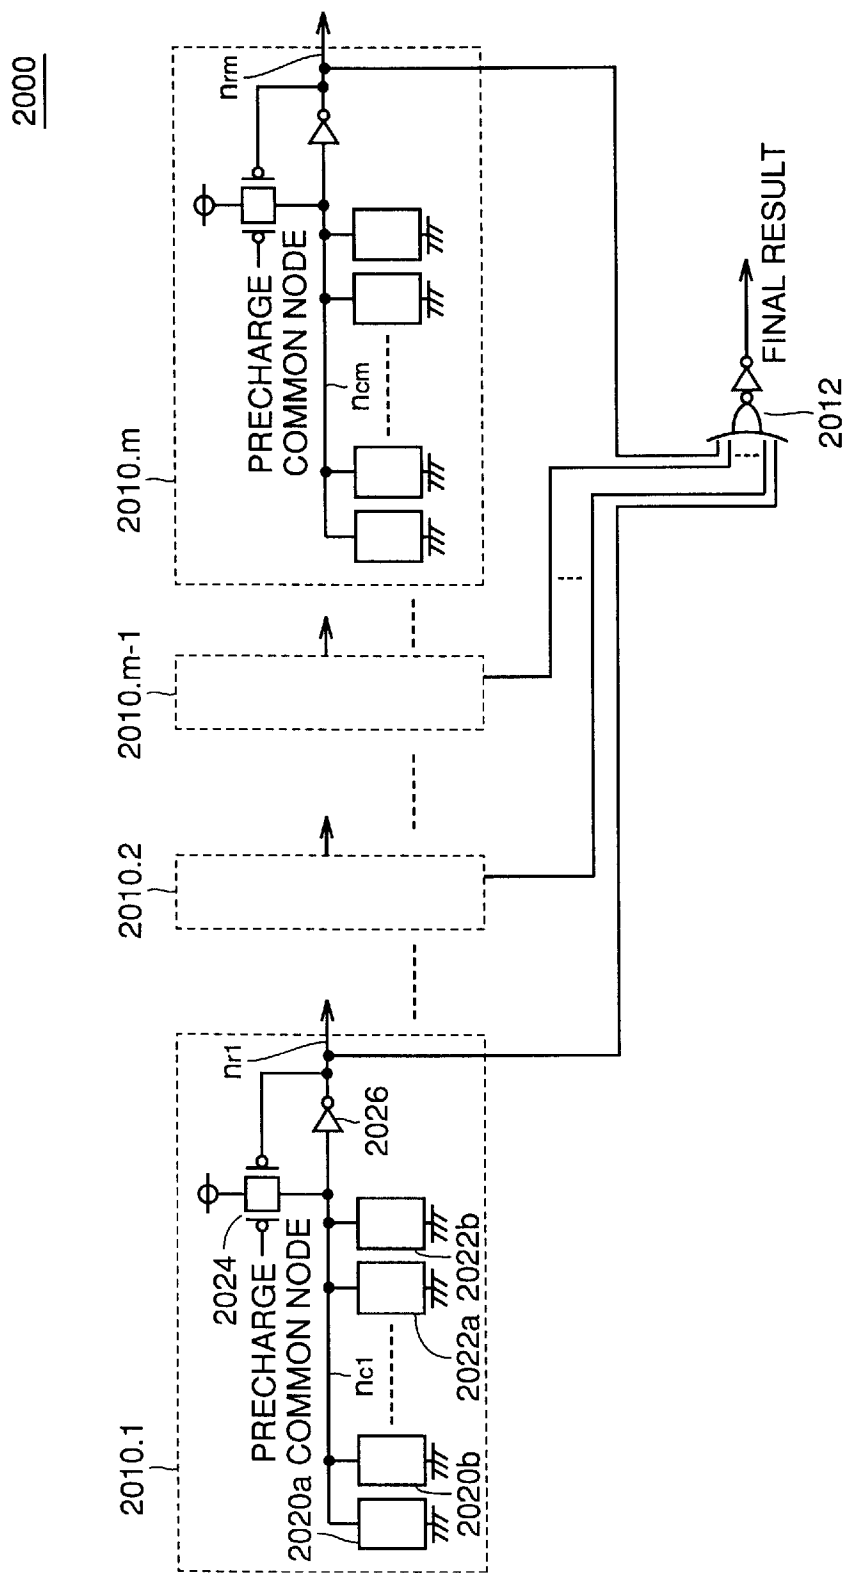 2000
2010.1
2010.2
2010.m-1
2010.m
PRECHARGE
COMMON NODE
2024
nr1
2026
nc1
2020a
2020b
2022a
2022b
PRECHARGE
COMMON NODE
nrm
ncm
2012
FINAL RESULT